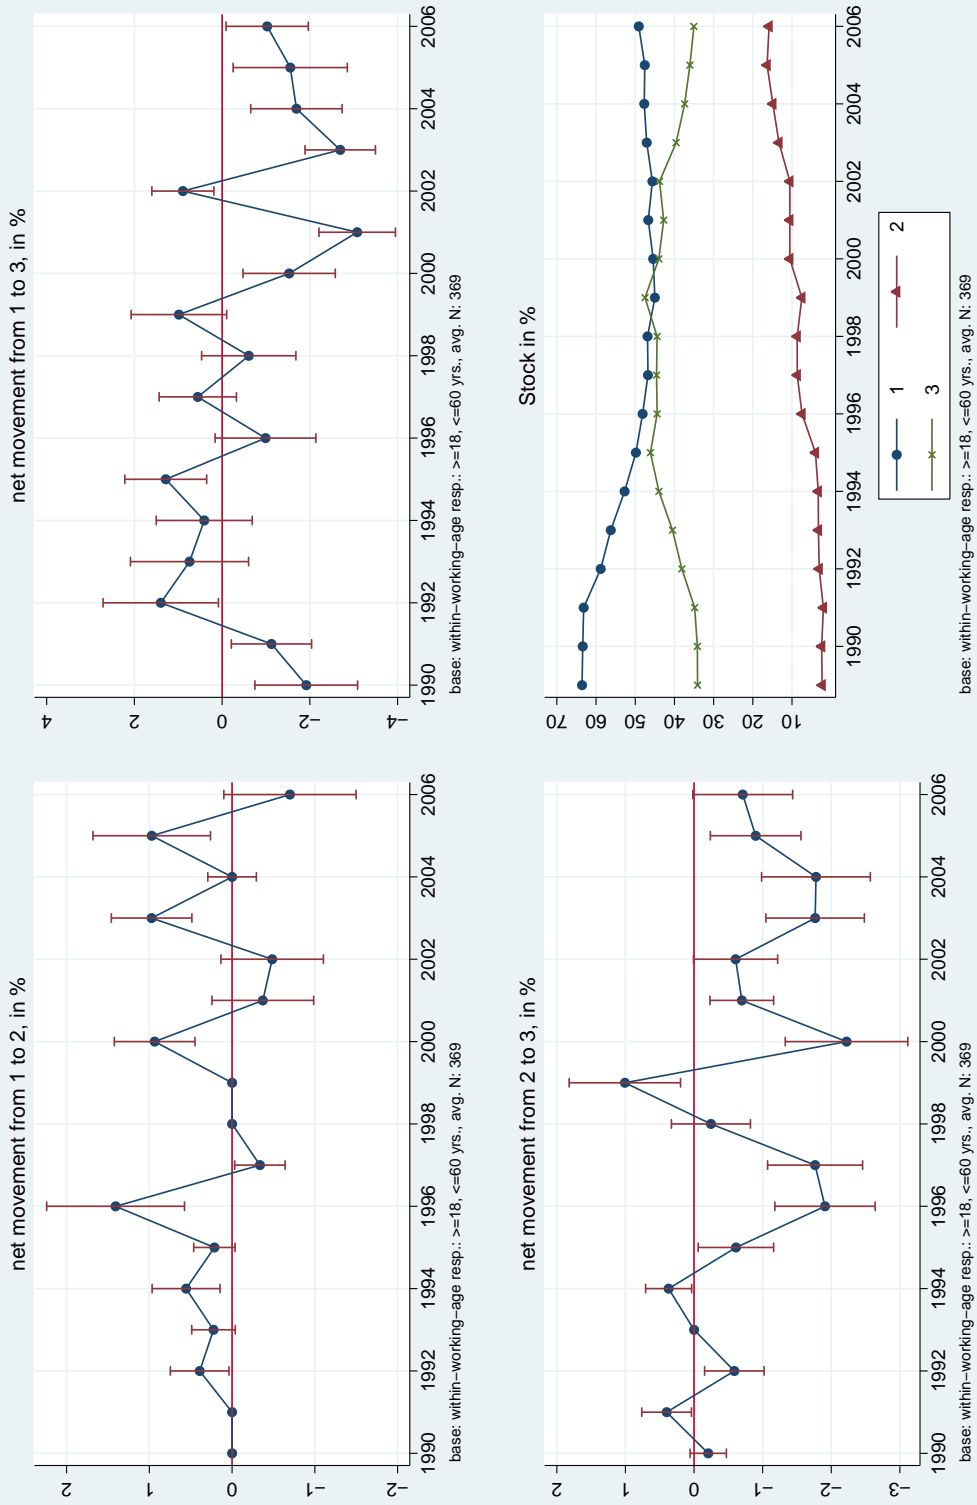 net movement from 1 to 2, in %
2
1
0
−1
−2
1990 1992 1994 1996 1998 2000 2002 2004 2006
base: within−working−age resp.: >=18, <=60 yrs., avg. N: 369
net movement from 1 to 3, in %
4
2
0
−2
−4
1990 1992 1994 1996 1998 2000 2002 2004 2006
base: within−working−age resp.: >=18, <=60 yrs., avg. N: 369
net movement from 2 to 3, in %
2
1
0
−1
−2
−3
1990 1992 1994 1996 1998 2000 2002 2004 2006
base: within−working−age resp.: >=18, <=60 yrs., avg. N: 369
Stock in %
70
60
50
40
30
20
10
1990 1992 1994 1996 1998 2000 2002 2004 2006
1 2
3
base: within−working−age resp.: >=18, <=60 yrs., avg. N: 369